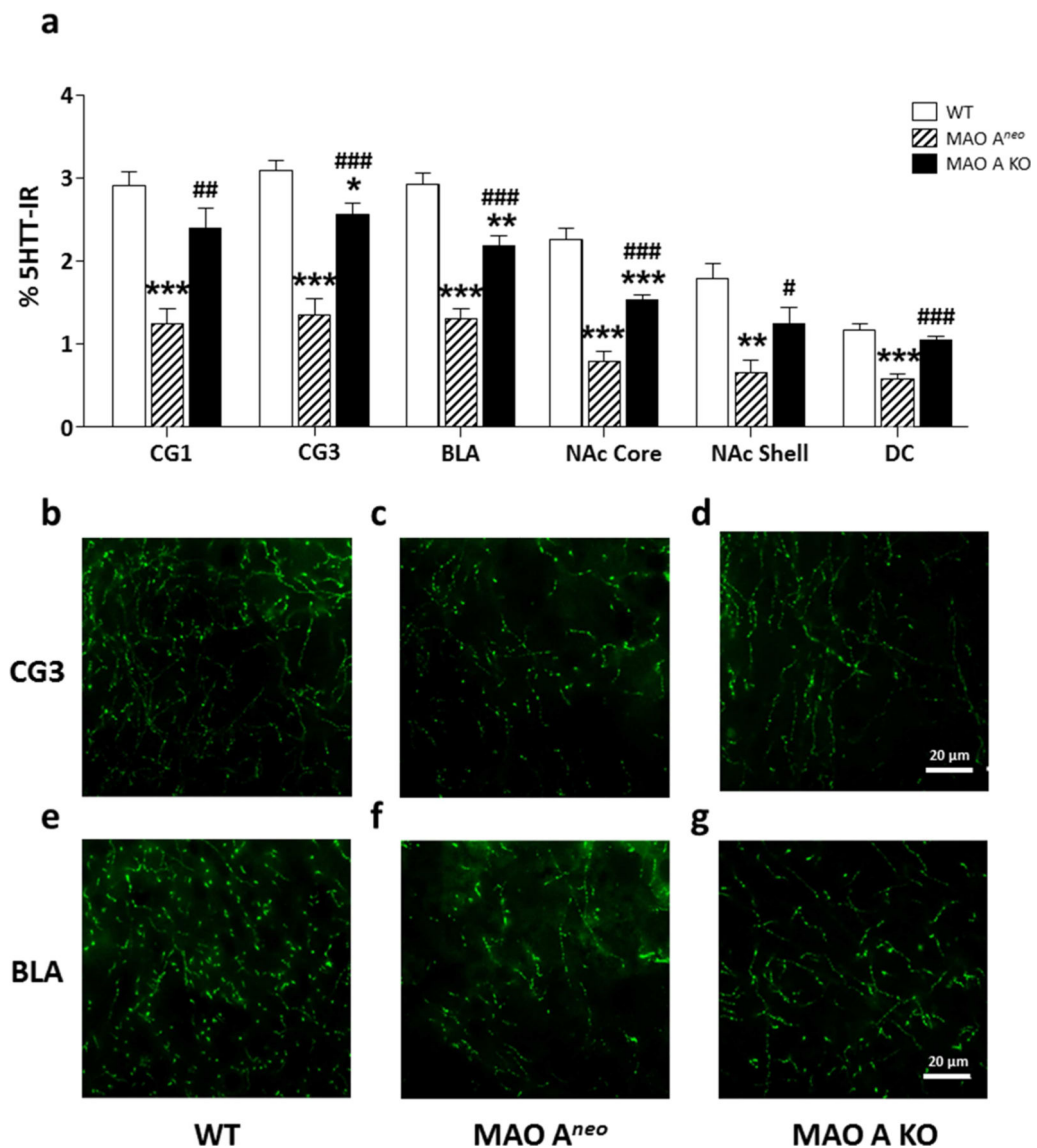 a
% 5HTT-IR
4
3
2
1
0
WT
MAO Aneo
MAO A KO
***
##
***
###
*
***
###
**
***
###
***
**
#
***
###
CG1 CG3 BLA NAc Core NAc Shell DC
b c d
CG3
20 µm
e f g
BLA
20 µm
WT MAO Aneo MAO A KO